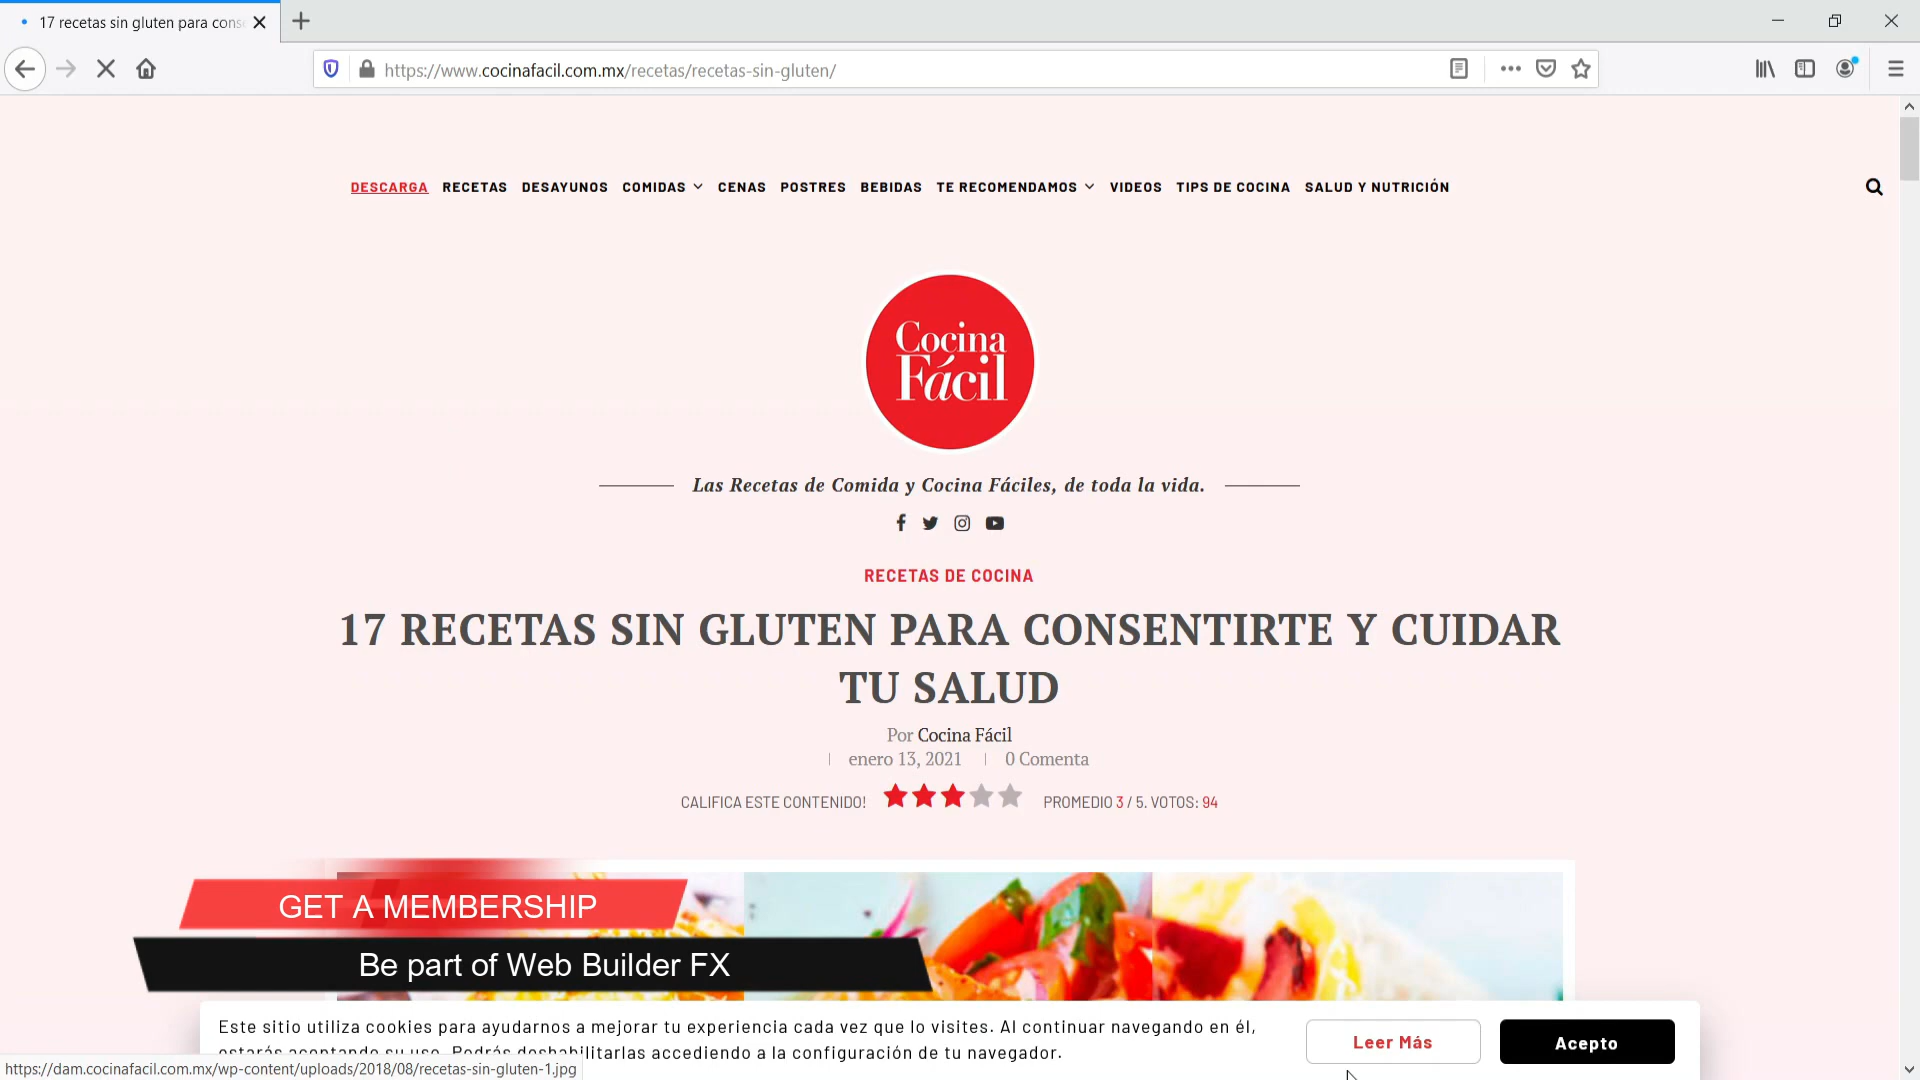 17 recetas sin gluten para conse
https://www.cocinafacil.com.mx/recetas/recetas-sin-gluten/
DESCARGA RECETAS DESAYUNOS COMIDAS CENAS POSTRES BEBIDAS TE RECOMENDAMOS VIDEOS TIPS DE COCINA SALUD Y NUTRICIÓN
Cocina
Fácil
Las Recetas de Comida y Cocina Fáciles, de toda la vida.
RECETAS DE COCINA
17 RECETAS SIN GLUTEN PARA CONSENTIRTE Y CUIDAR
TU SALUD
Por Cocina Fácil
enero 13, 2021 0 Comenta
CALIFICA ESTE CONTENIDO! PROMEDIO 3 / 5. VOTOS: 94
GET A MEMBERSHIP
Be part of Web Builder FX
Este sitio utiliza cookies para ayudarnos a mejorar tu experiencia cada vez que lo visites. Al continuar navegando en él,
estarás aceptando su uso. Podrás deshabilitarlas accediendo a la configuración de tu navegador.
Leer Más
Acepto
https://dam.cocinafacil.com.mx/wp-content/uploads/2018/08/recetas-sin-gluten-1.jpg